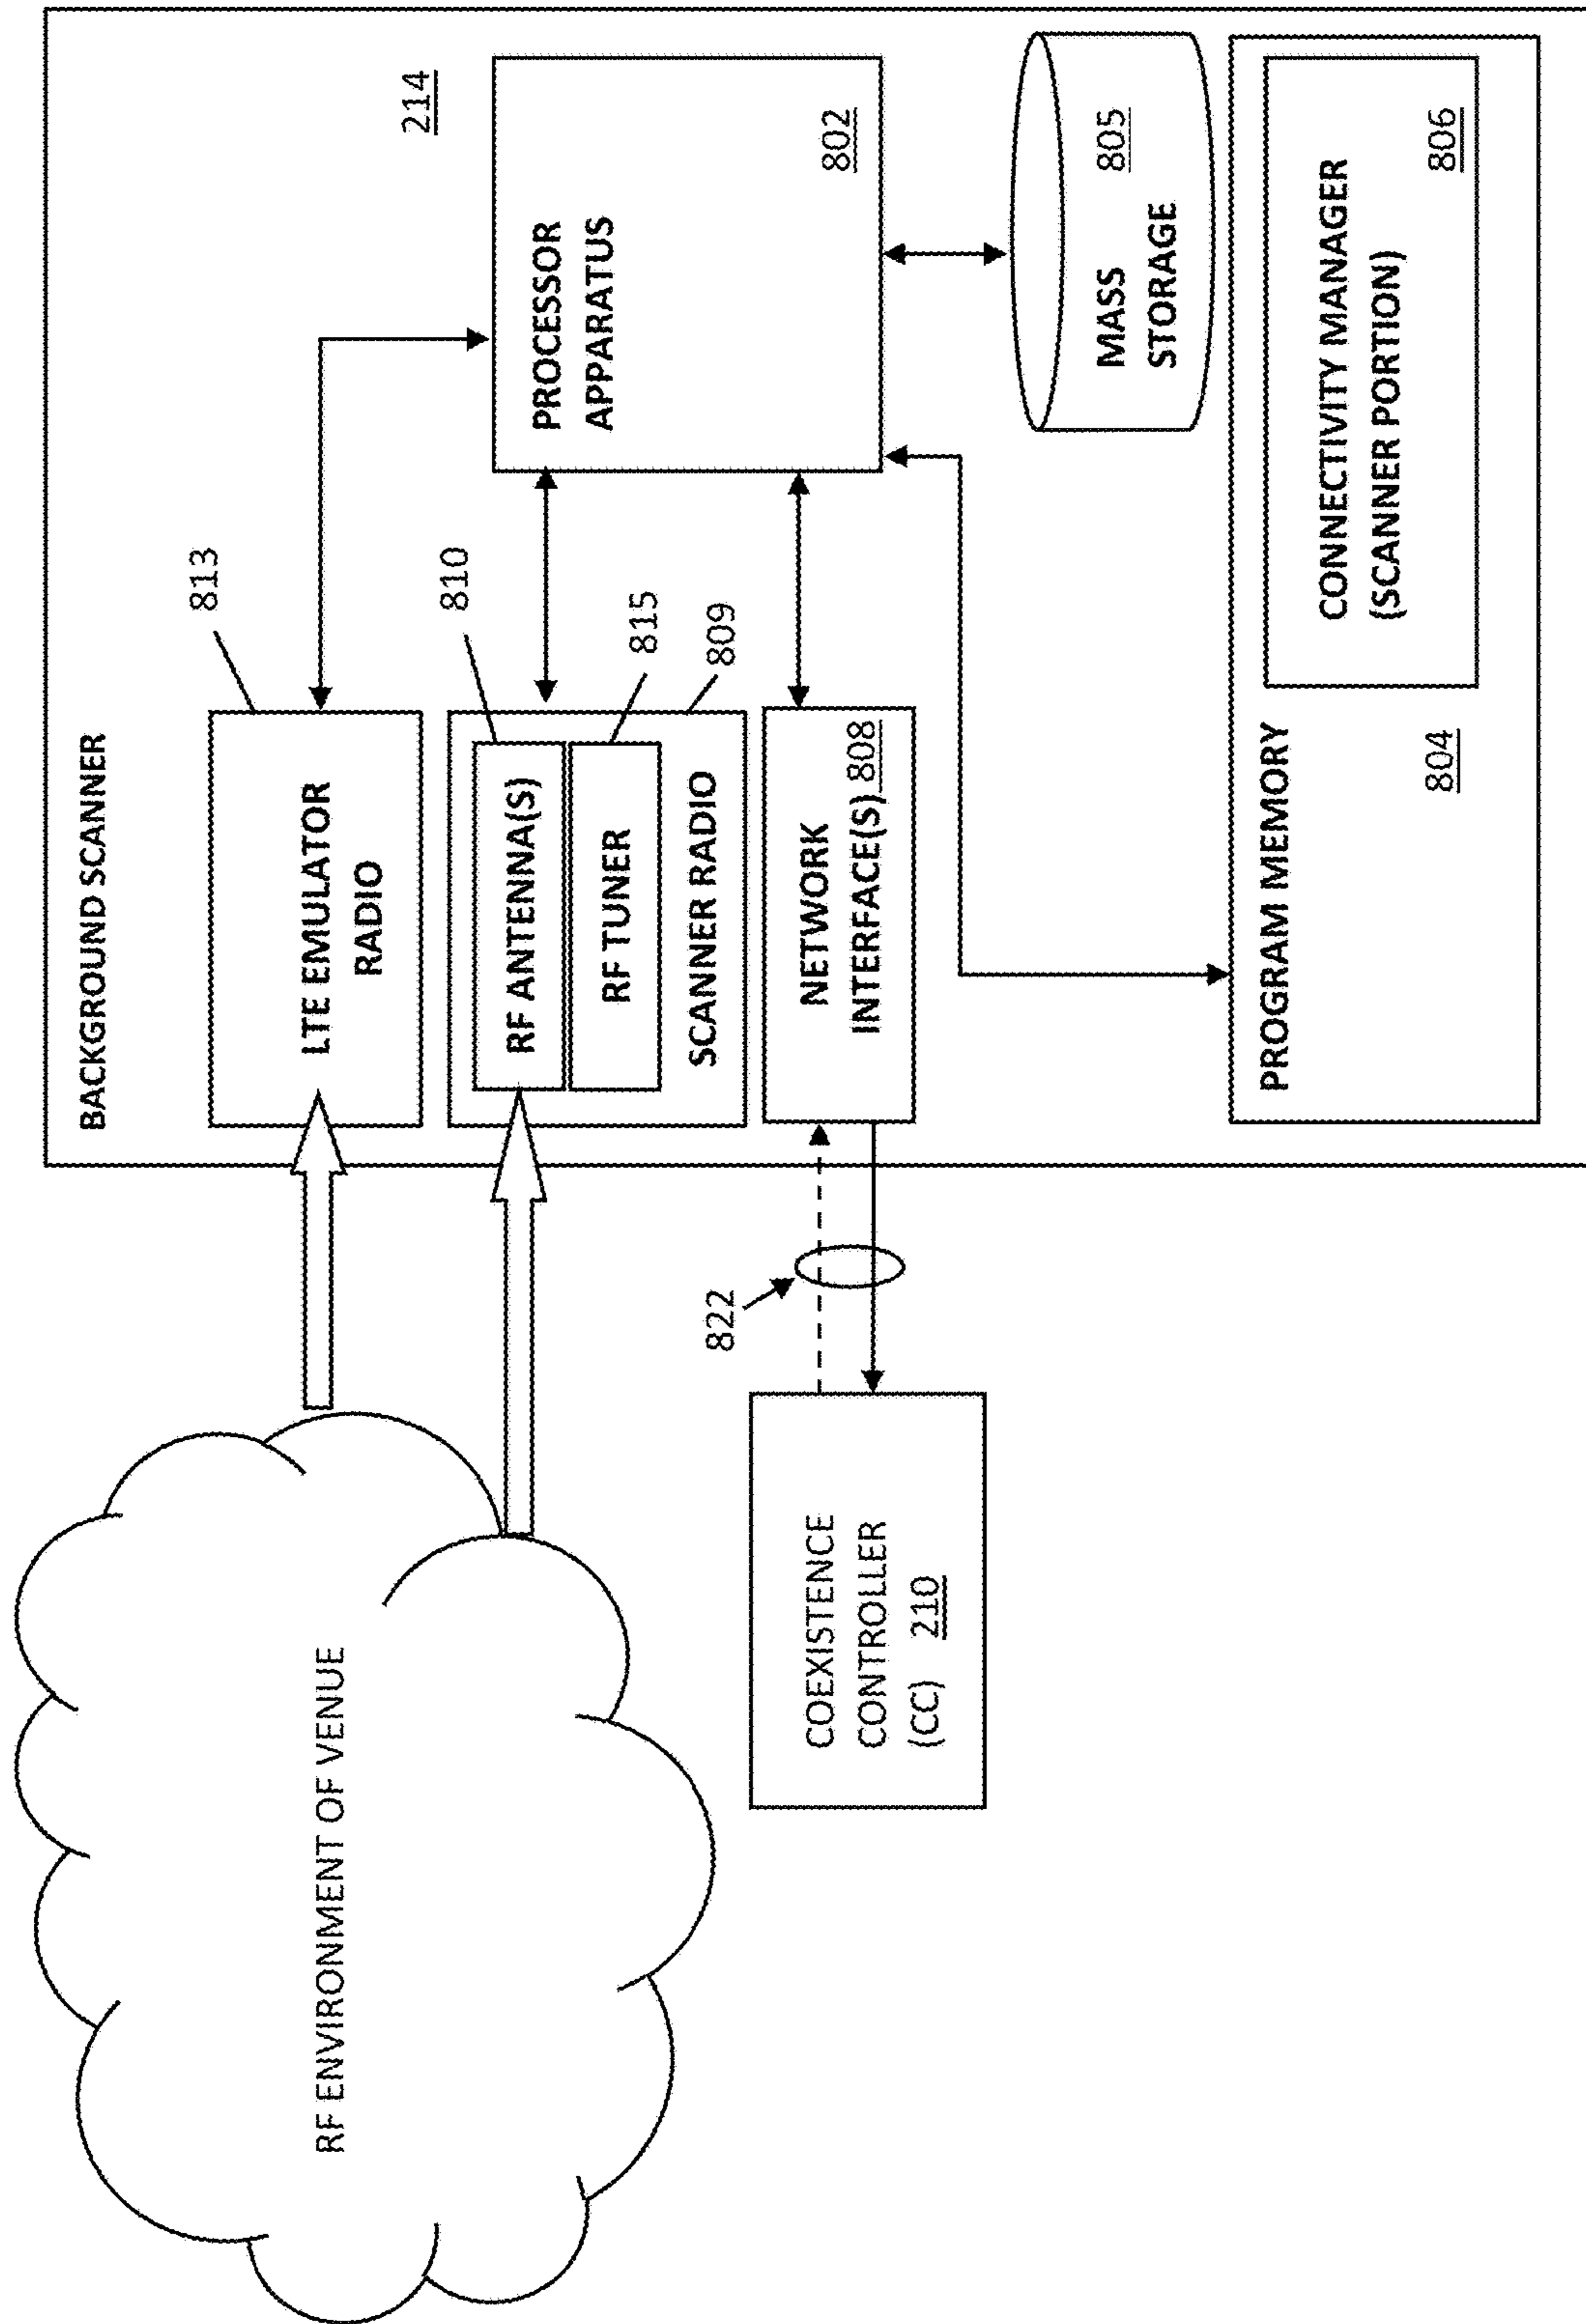 BACKGROUND SCANNER
214
LTE EMULATOR
RADIO
813
RF ANTENNA(S)
810
RF TUNER
815
SCANNER RADIO
809
NETWORK
INTERFACE(S) 808
PROCESSOR
APPARATUS
802
MASS
STORAGE
805
PROGRAM MEMORY
804
CONNECTIVITY MANAGER
(SCANNER PORTION)
806
RF ENVIRONMENT OF VENUE
822
COEXISTENCE
CONTROLLER
(CC) 210